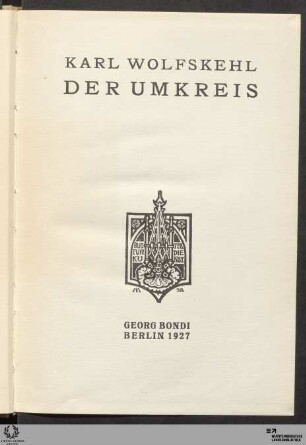 KARL WOLFSKEHL
DER UMKREIS
GEORG BONDI
BERLIN 1927